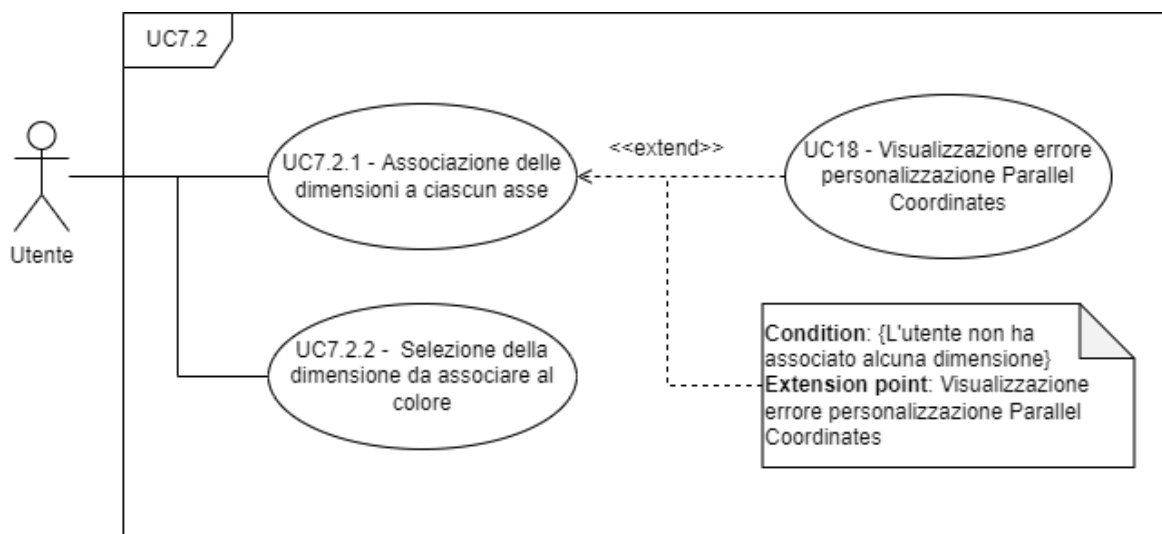 UC7.2
Utente
UC7.2.1 - Associazione delle
dimensioni a ciascun asse
<<extend>>
UC18 - Visualizzazione errore
personalizzazione Parallel
Coordinates
UC7.2.2 -  Selezione della
dimensione da associare al
colore
Condition: {L'utente non ha
associato alcuna dimensione}
Extension point: Visualizzazione
errore personalizzazione Parallel
Coordinates